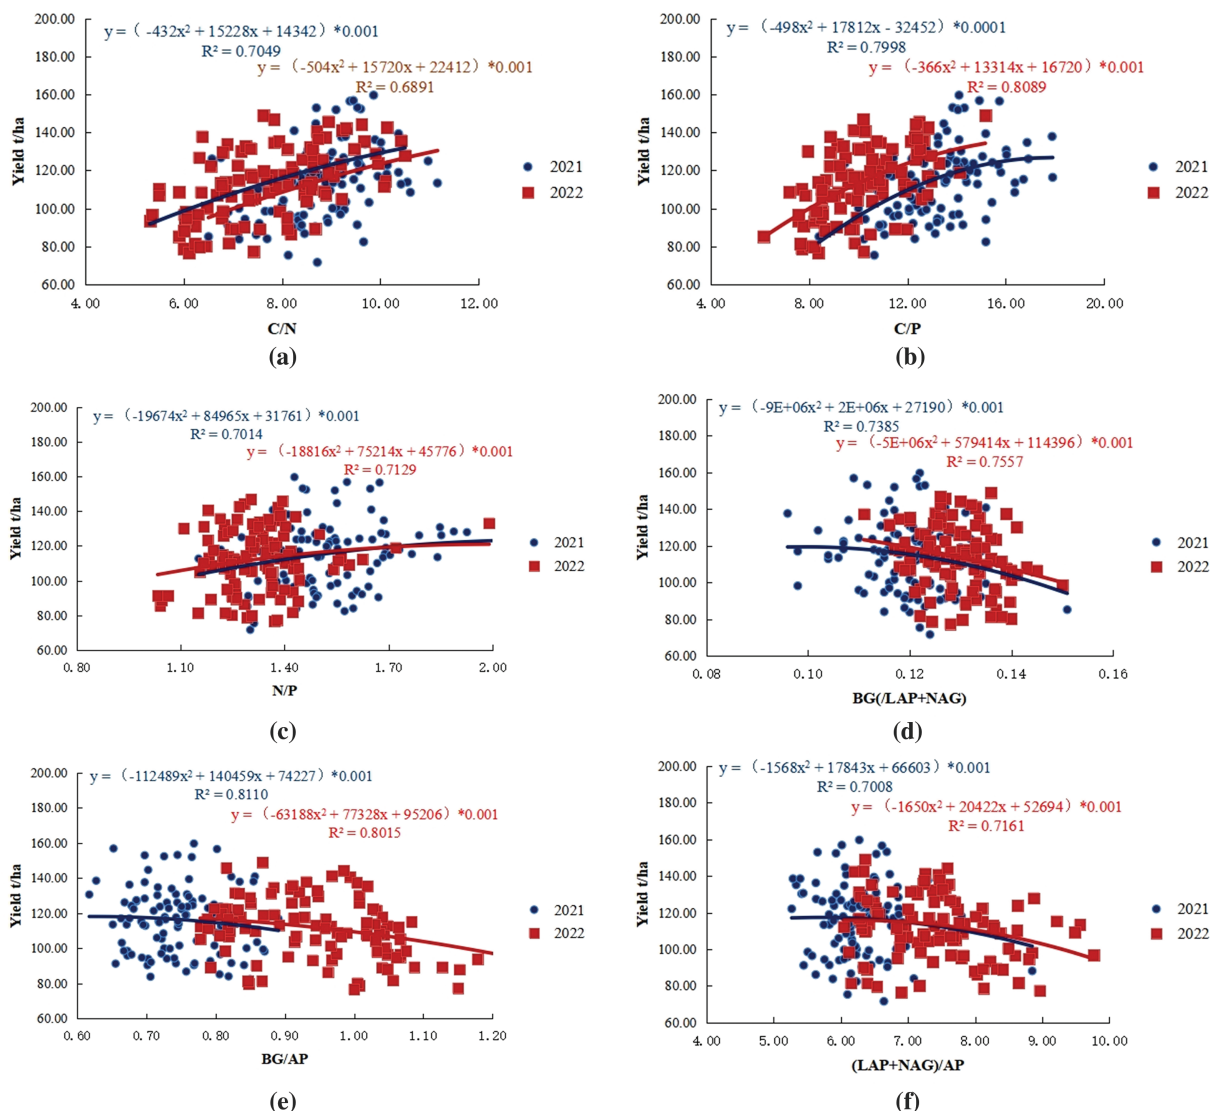 y = （ -432x² + 15228x + 14342）*0.001
R² = 0.7049
y = （-504x² + 15720x + 22412）*0.001
R² = 0.6891
200.00
180.00
160.00
140.00
120.00
100.00
80.00
60.00
Yield t/ha
4.00 6.00 8.00 10.00 12.00
C/N
2021
2022
(a)
y = （-498x² + 17812x - 32452）*0.0001
R² = 0.7998
y = （-366x² + 13314x + 16720）*0.001
R² = 0.8089
200.00
180.00
160.00
140.00
120.00
100.00
80.00
60.00
Yield t/ha
4.00 8.00 12.00 16.00 20.00
C/P
2021
2022
(b)
y = （-19674x² + 84965x + 31761）*0.001
R² = 0.7014
y = （-18816x² + 75214x + 45776）*0.001
R² = 0.7129
200.00
180.00
160.00
140.00
120.00
100.00
80.00
60.00
Yield t/ha
0.80 1.10 1.40 1.70 2.00
N/P
2021
2022
(c)
y = （-9E+06x² + 2E+06x + 27190）*0.001
R² = 0.7385
y = （-5E+06x² + 579414x + 114396）*0.001
R² = 0.7557
200.00
180.00
160.00
140.00
120.00
100.00
80.00
60.00
Yield t/ha
0.08 0.10 0.12 0.14 0.16
BG(/LAP+NAG)
2021
2022
(d)
y = （-112489x² + 140459x + 74227）*0.001
R² = 0.8110
y = （-63188x² + 77328x + 95206）*0.001
R² = 0.8015
200.00
180.00
160.00
140.00
120.00
100.00
80.00
60.00
Yield t/ha
0.60 0.70 0.80 0.90 1.00 1.10 1.20
BG/AP
2021
2022
(e)
y = （-1568x² + 17843x + 66603）*0.001
R² = 0.7008
y = （-1650x² + 20422x + 52694）*0.001
R² = 0.7161
200.00
180.00
160.00
140.00
120.00
100.00
80.00
60.00
Yield t/ha
4.00 5.00 6.00 7.00 8.00 9.00 10.00
(LAP+NAG)/AP
2021
2022
(f)